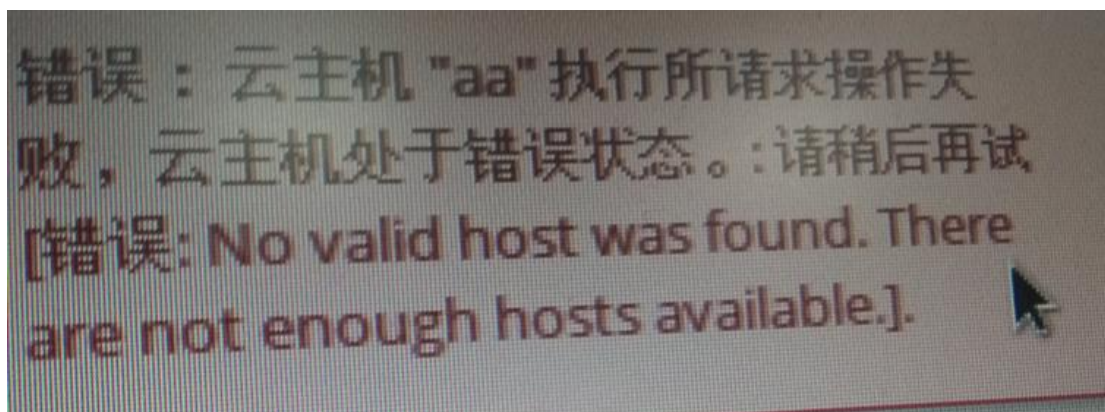 错误：云主机 "aa" 执行所请求操作失
败，云主机处于错误状态。: 请稍后再试
[错误: No valid host was found. There
are not enough hosts available.].